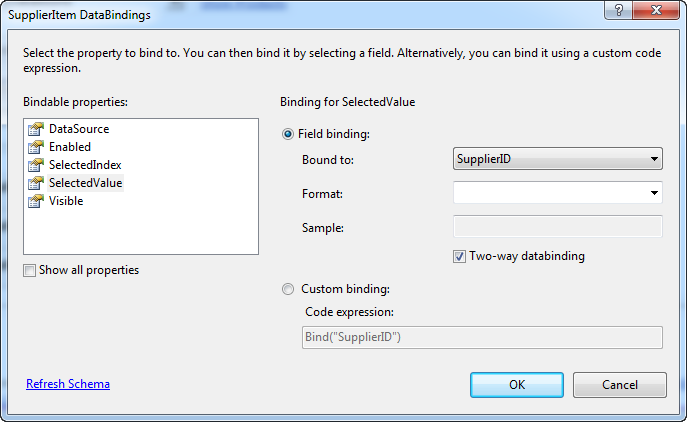 SupplierItem DataBindings
Select the property to bind to. You can then bind it by selecting a field. Alternatively, you can bind it using a custom code
expression.
Bindable properties:
DataSource
Enabled
SelectedIndex
SelectedValue
Visible
Show all properties
Refresh Schema
Binding for SelectedValue
Field binding:
Bound to: SupplierID
Format:
Sample:
Two-way databinding
Custom binding:
Code expression:
Bind("SupplierID")
OK Cancel